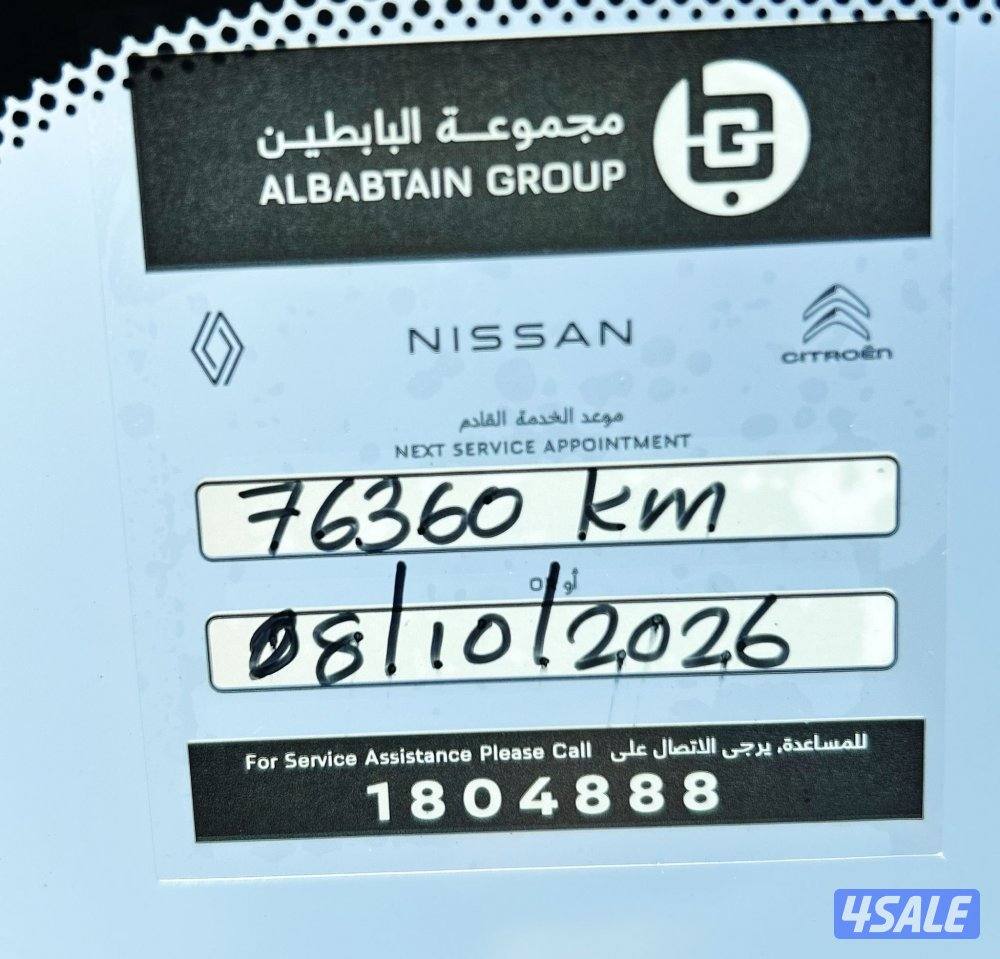 مجموعة البابطين
ALBABTAIN GROUP
NISSAN
CITROËN
موعد الخدمة القادم
NEXT SERVICE APPOINTMENT
76360 km
أو OR
08/10/2026
For Service Assistance Please Call للمساعدة، يرجى الاتصال على
1804888
4SALE